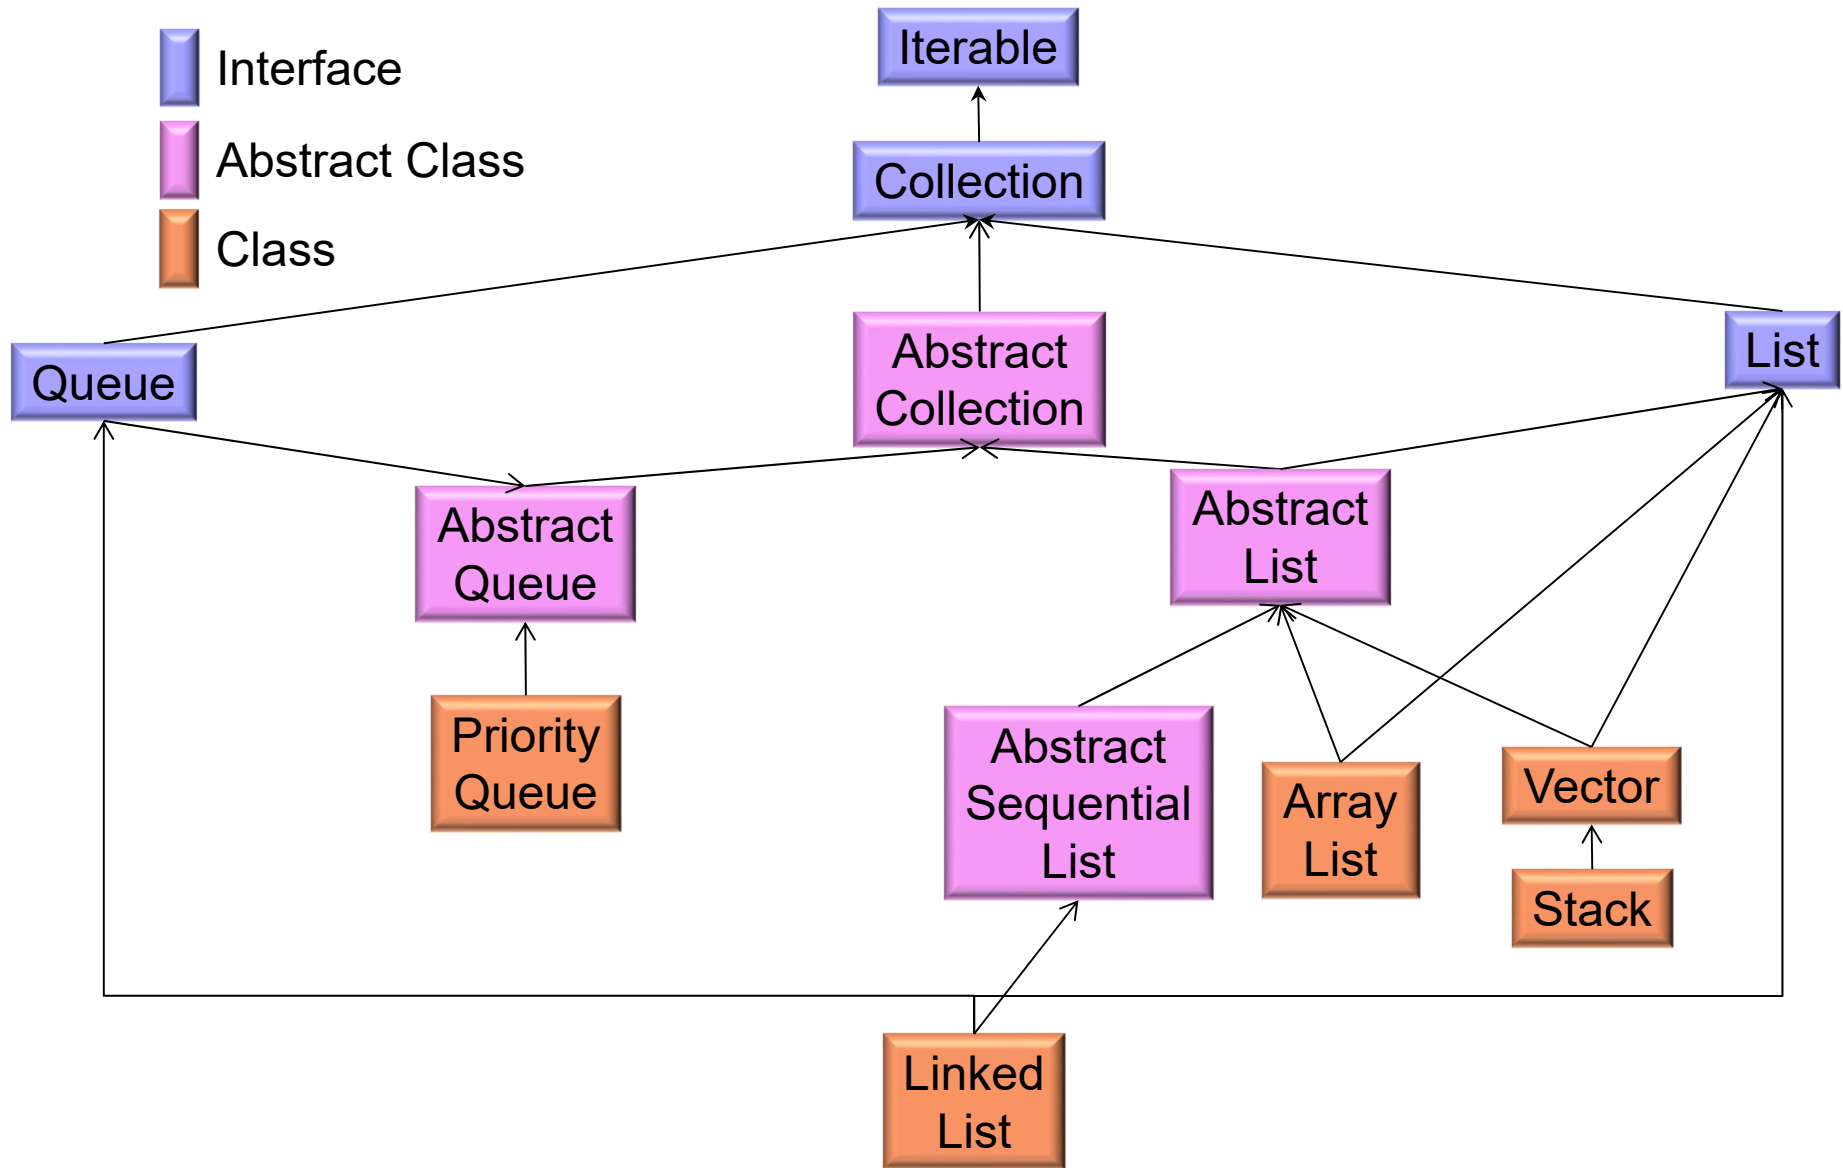 Interface
Abstract Class
Class
Iterable
Collection
Queue
Abstract
Collection
List
Abstract
Queue
Abstract
List
Priority
Queue
Abstract
Sequential
List
Array
List
Vector
Stack
Linked
List